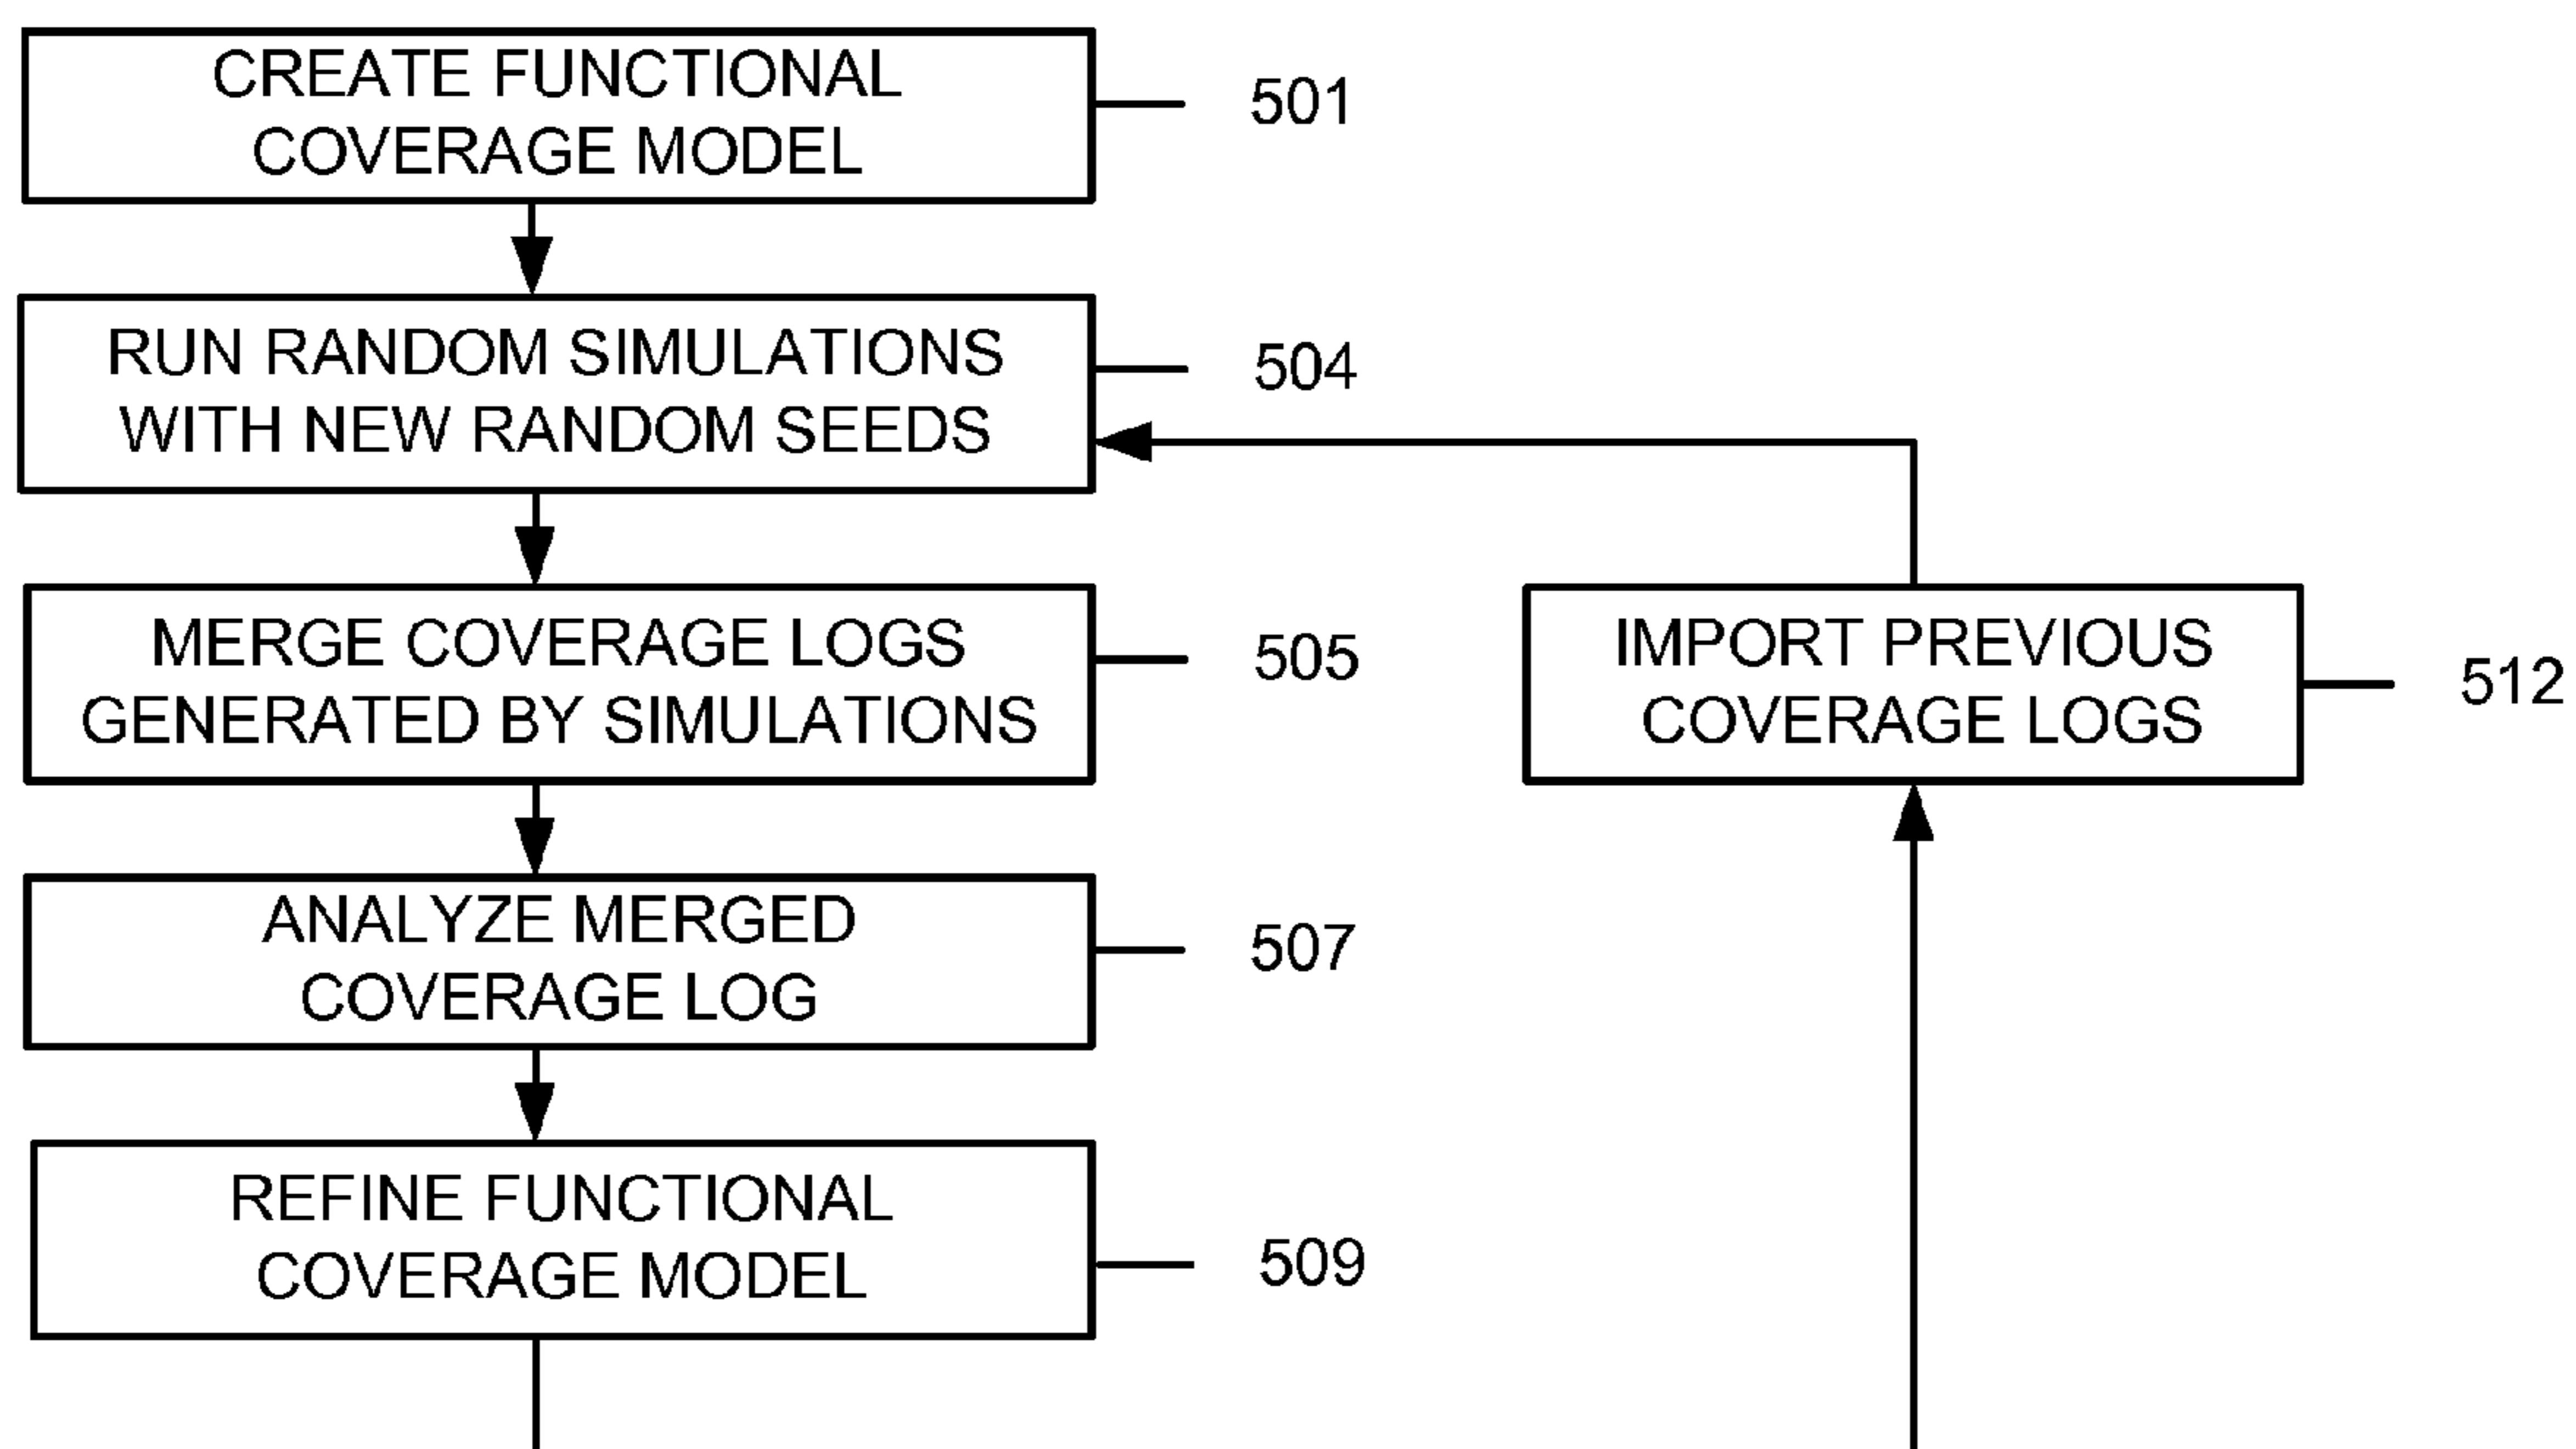 CREATE FUNCTIONAL
COVERAGE MODEL
501
RUN RANDOM SIMULATIONS
WITH NEW RANDOM SEEDS
504
MERGE COVERAGE LOGS
GENERATED BY SIMULATIONS
505
IMPORT PREVIOUS
COVERAGE LOGS
512
ANALYZE MERGED
COVERAGE LOG
507
REFINE FUNCTIONAL
COVERAGE MODEL
509